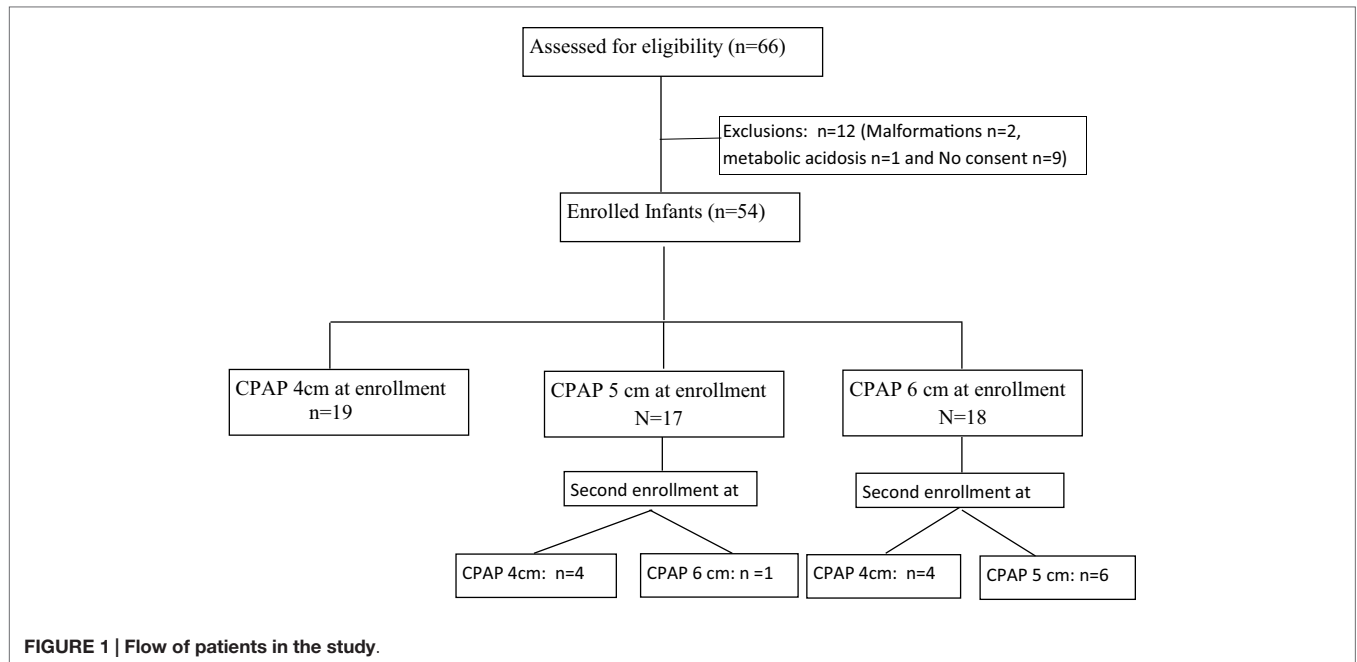 Assessed for eligibility (n=66)
Exclusions: n=12 (Malformations n=2,
metabolic acidosis n=1 and No consent n=9)
Enrolled Infants (n=54)
CPAP 4cm at enrollment
n=19
CPAP 5 cm at enrollment
N=17
CPAP 6 cm at enrollment
N=18
Second enrollment at
Second enrollment at
CPAP 4cm: n=4
CPAP 6 cm: n =1
CPAP 4cm: n=4
CPAP 5 cm: n=6
FIGURE 1 | Flow of patients in the study.